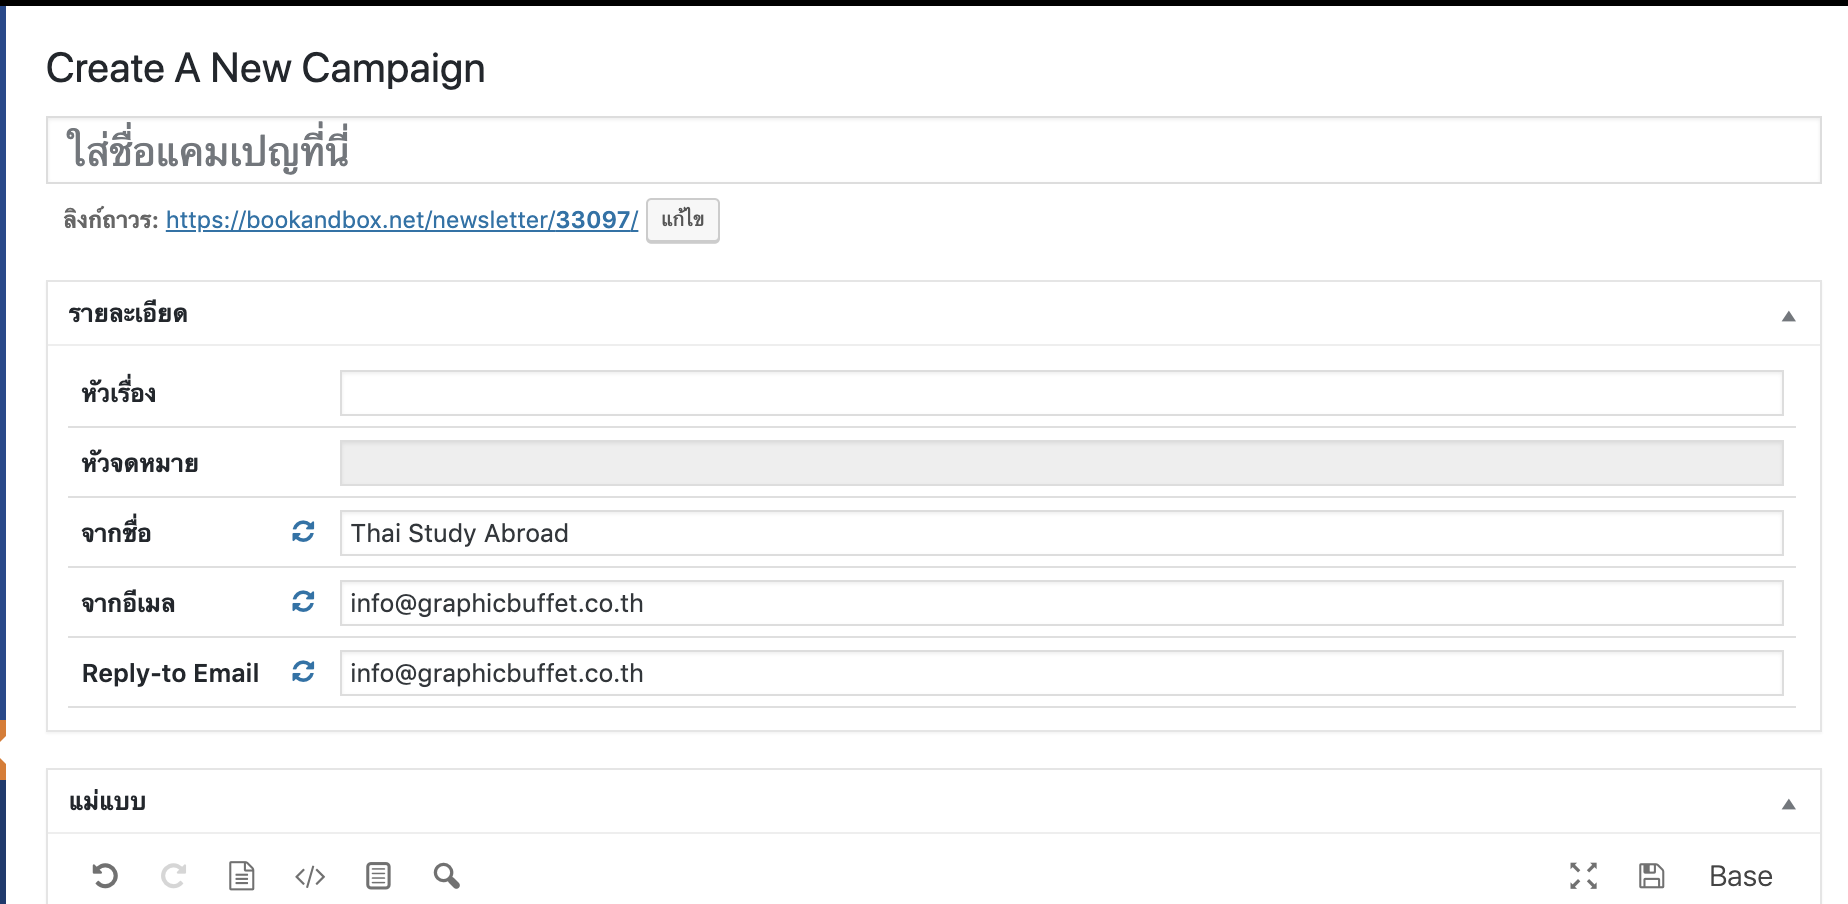 Create A New Campaign
ใส่ชื่อแคมเปญที่นี่
ลิงก์ถาวร: https://bookandbox.net/newsletter/33097/ แก้ไข
รายละเอียด
หัวเรื่อง
หัวจดหมาย
จากชื่อ Thai Study Abroad
จากอีเมล info@graphicbuffet.co.th
Reply-to Email info@graphicbuffet.co.th
แม่แบบ
Base